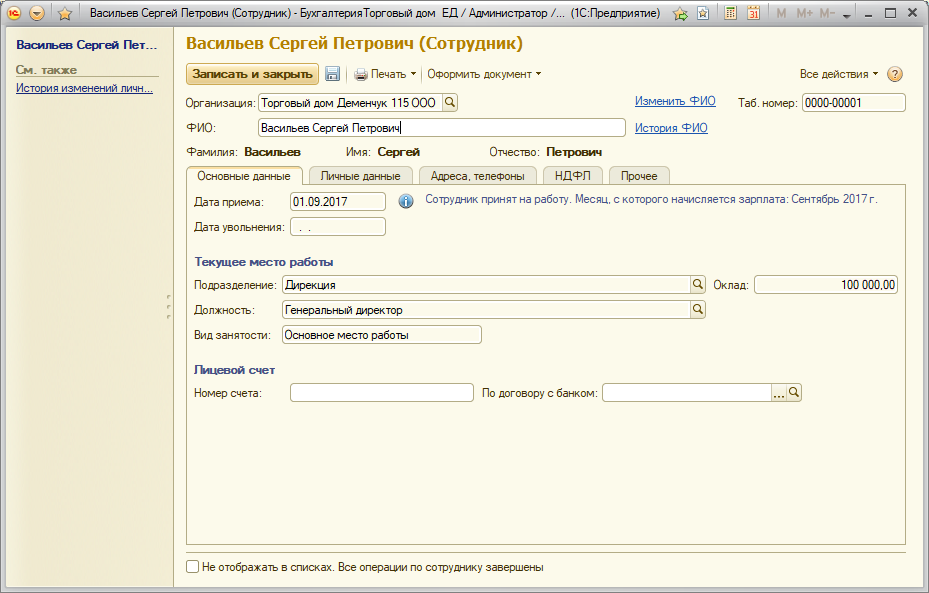 Васильев Сергей Петрович (Сотрудник) - БухгалтерияТорговый дом ЕД / Администратор /... (1С:Предприятие) M M+ M-
Васильев Сергей Пет...
См. также
История изменений личн...
Васильев Сергей Петрович (Сотрудник)
Записать и закрыть Печать Оформить документ Все действия ?
Организация: Торговый дом Деменчук 115 ООО Изменить ФИО Таб. номер: 0000-00001
ФИО: Васильев Сергей Петрович История ФИО
Фамилия: Васильев Имя: Сергей Отчество: Петрович
Основные данные Личные данные Адреса, телефоны НДФЛ Прочее
Дата приема: 01.09.2017 Сотрудник принят на работу. Месяц, с которого начисляется зарплата: Сентябрь 2017 г.
Дата увольнения: . .
Текущее место работы
Подразделение: Дирекция Оклад: 100 000,00
Должность: Генеральный директор
Вид занятости: Основное место работы
Лицевой счет
Номер счета: По договору с банком: ...
Не отображать в списках. Все операции по сотруднику завершены